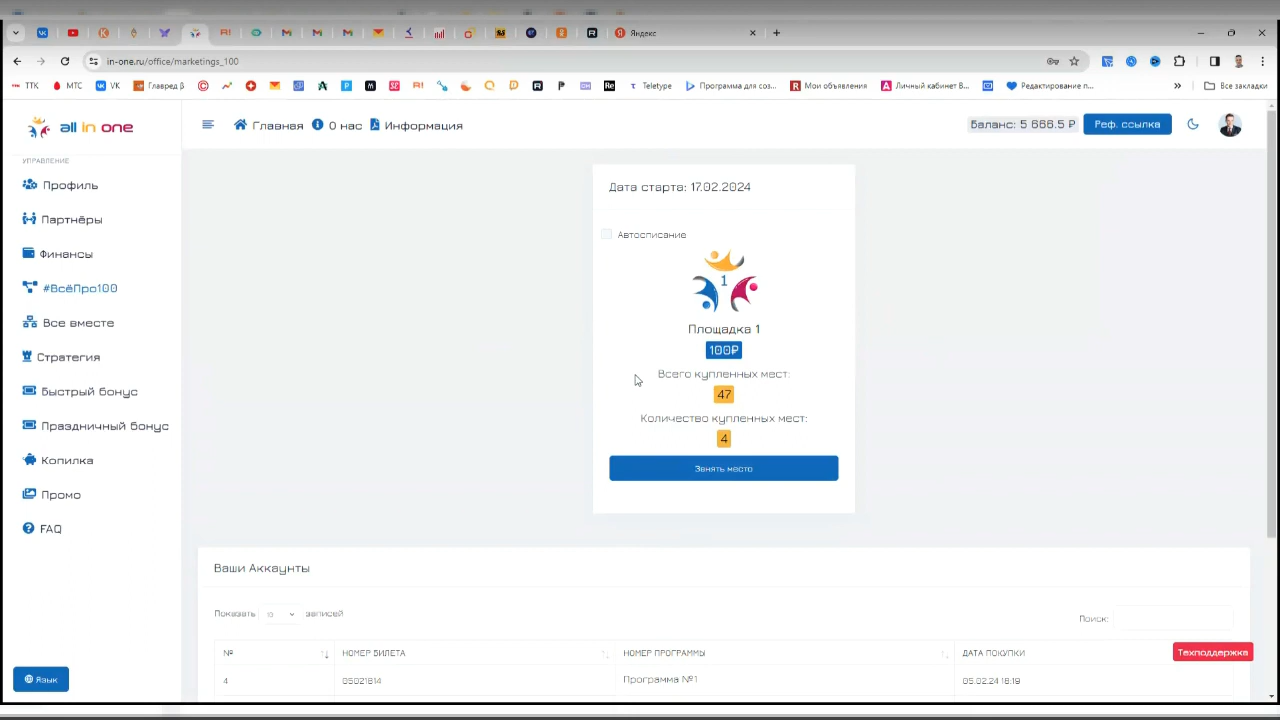 Яндекс
in-one.ru/office/marketings_100
ТТК
МТС
VK
Главред β
Teletype
Программа для соз...
Мои объявления
Личный кабинет В...
Редактирование п...
Все закладки
all in one
Главная
О нас
Информация
Баланс: 5 666.5 ₽
Реф. ссылка
УПРАВЛЕНИЕ
Профиль
Партнёры
Финансы
#ВсёПро100
Все вместе
Стратегия
Быстрый бонус
Праздничный бонус
Копилка
Промо
FAQ
Язык
Дата старта: 17.02.2024
Автосписание
1
Площадка 1
100₽
Всего купленных мест:
47
Количество купленных мест:
4
Занять место
Ваши Аккаунты
Показать 10 записей
Поиск:
№ НОМЕР БИЛЕТА НОМЕР ПРОГРАММЫ ДАТА ПОКУПКИ
Техподдержка
4 05021814 Программа №1 05.02.24 18:19